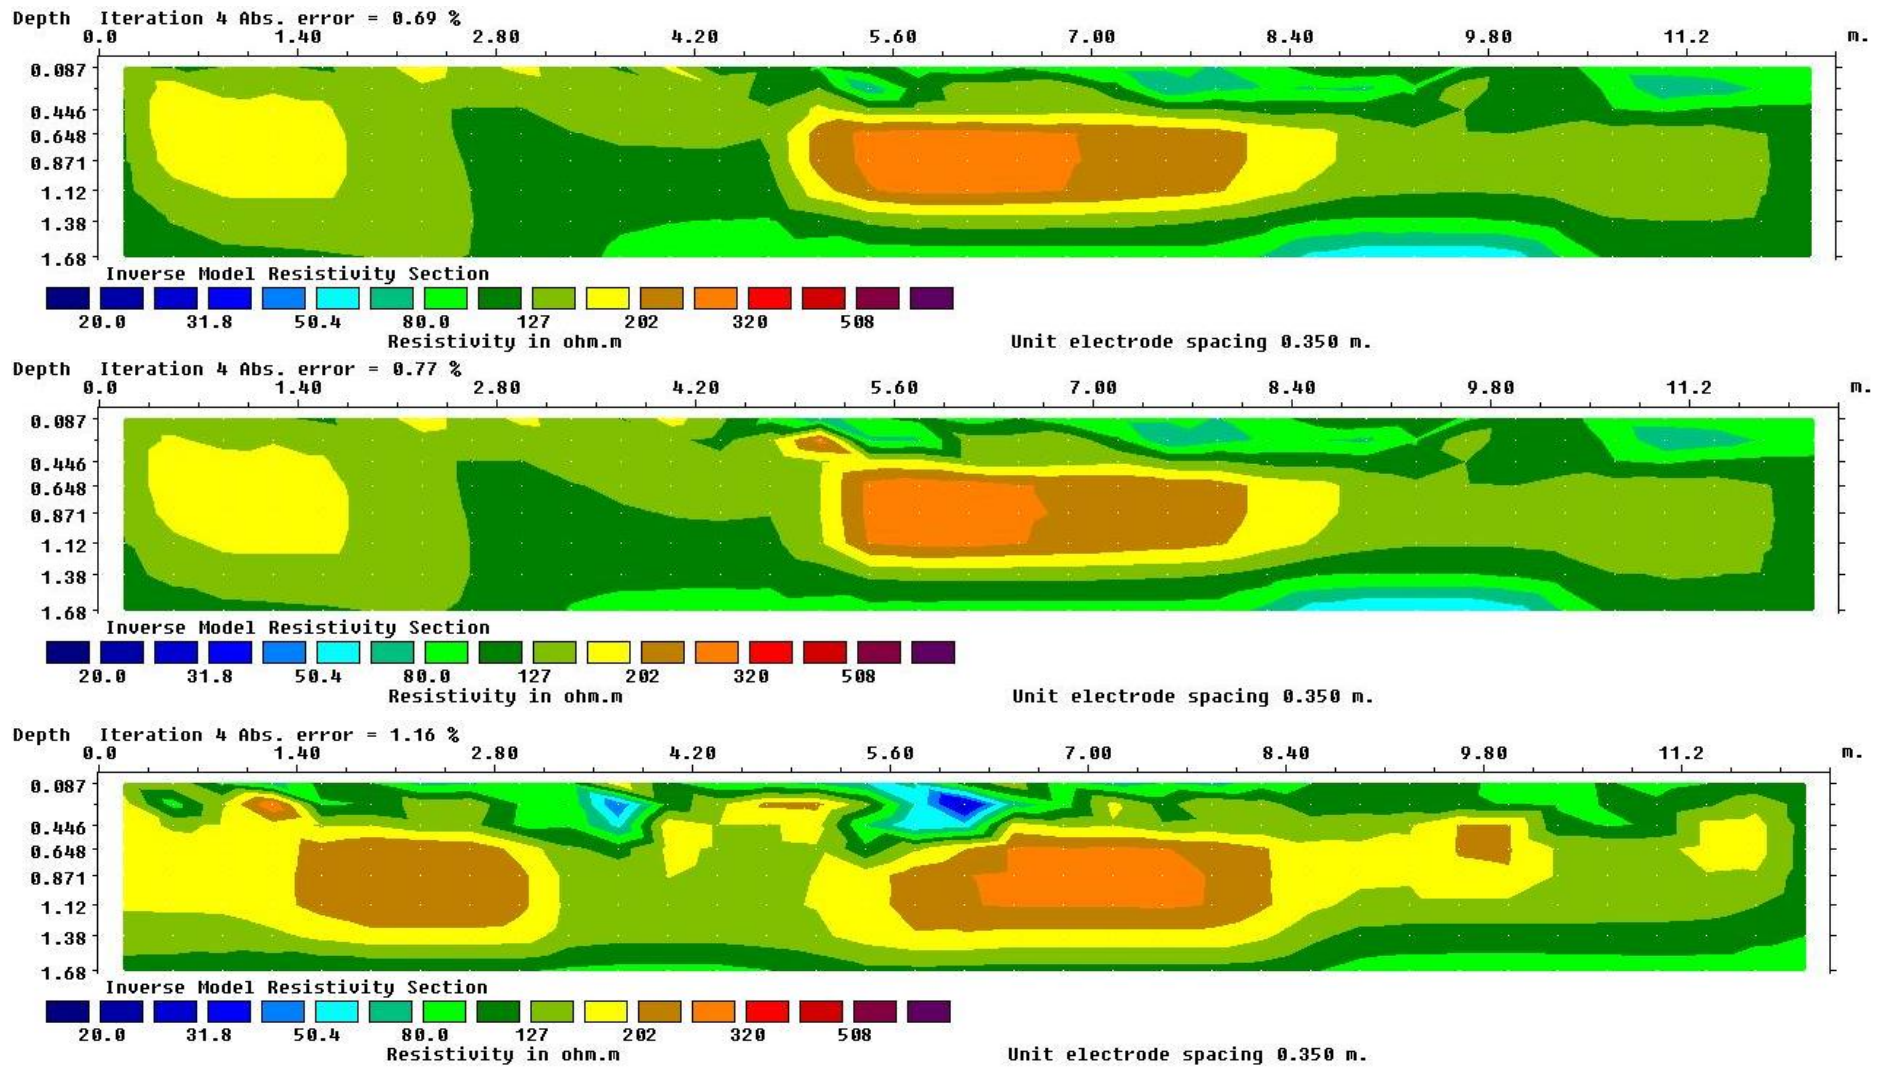 Depth Iteration 4 Abs. error = 0.69 %
0.0 1.40 2.80 4.20 5.60 7.00 8.40 9.80 11.2 m.
0.087
0.446
0.648
0.871
1.12
1.38
1.68
Inverse Model Resistivity Section
20.0 31.8 50.4 80.0 127 202 320 508
Resistivity in ohm.m Unit electrode spacing 0.350 m.
Depth Iteration 4 Abs. error = 0.77 %
0.0 1.40 2.80 4.20 5.60 7.00 8.40 9.80 11.2 m.
0.087
0.446
0.648
0.871
1.12
1.38
1.68
Inverse Model Resistivity Section
20.0 31.8 50.4 80.0 127 202 320 508
Resistivity in ohm.m Unit electrode spacing 0.350 m.
Depth Iteration 4 Abs. error = 1.16 %
0.0 1.40 2.80 4.20 5.60 7.00 8.40 9.80 11.2 m.
0.087
0.446
0.648
0.871
1.12
1.38
1.68
Inverse Model Resistivity Section
20.0 31.8 50.4 80.0 127 202 320 508
Resistivity in ohm.m Unit electrode spacing 0.350 m.